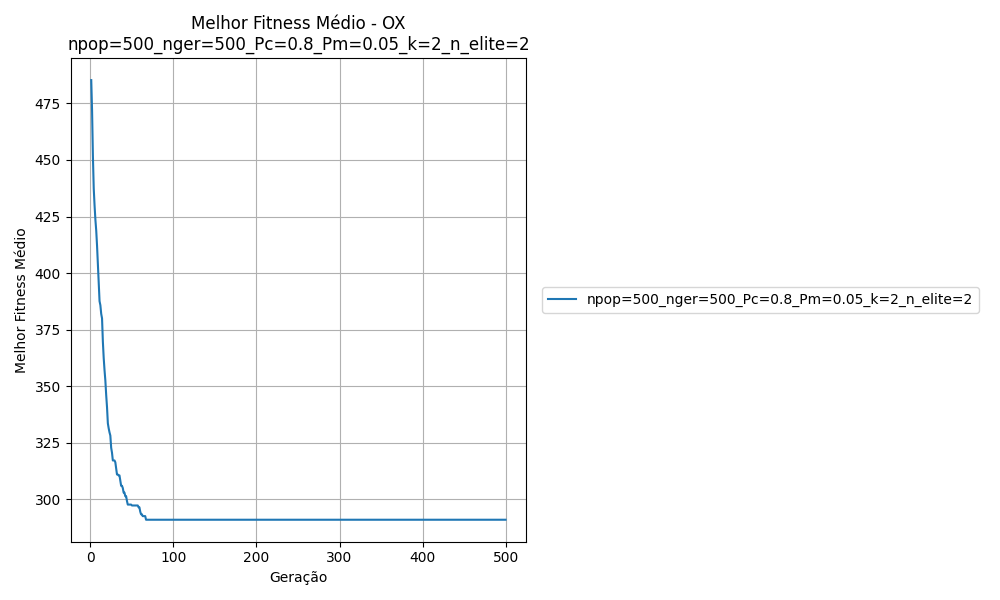 Melhor Fitness Médio - OX
npop=500_nger=500_Pc=0.8_Pm=0.05_k=2_n_elite=2
Melhor Fitness Médio
475
450
425
400
375
350
325
300
0 100 200 300 400 500
Geração
npop=500_nger=500_Pc=0.8_Pm=0.05_k=2_n_elite=2